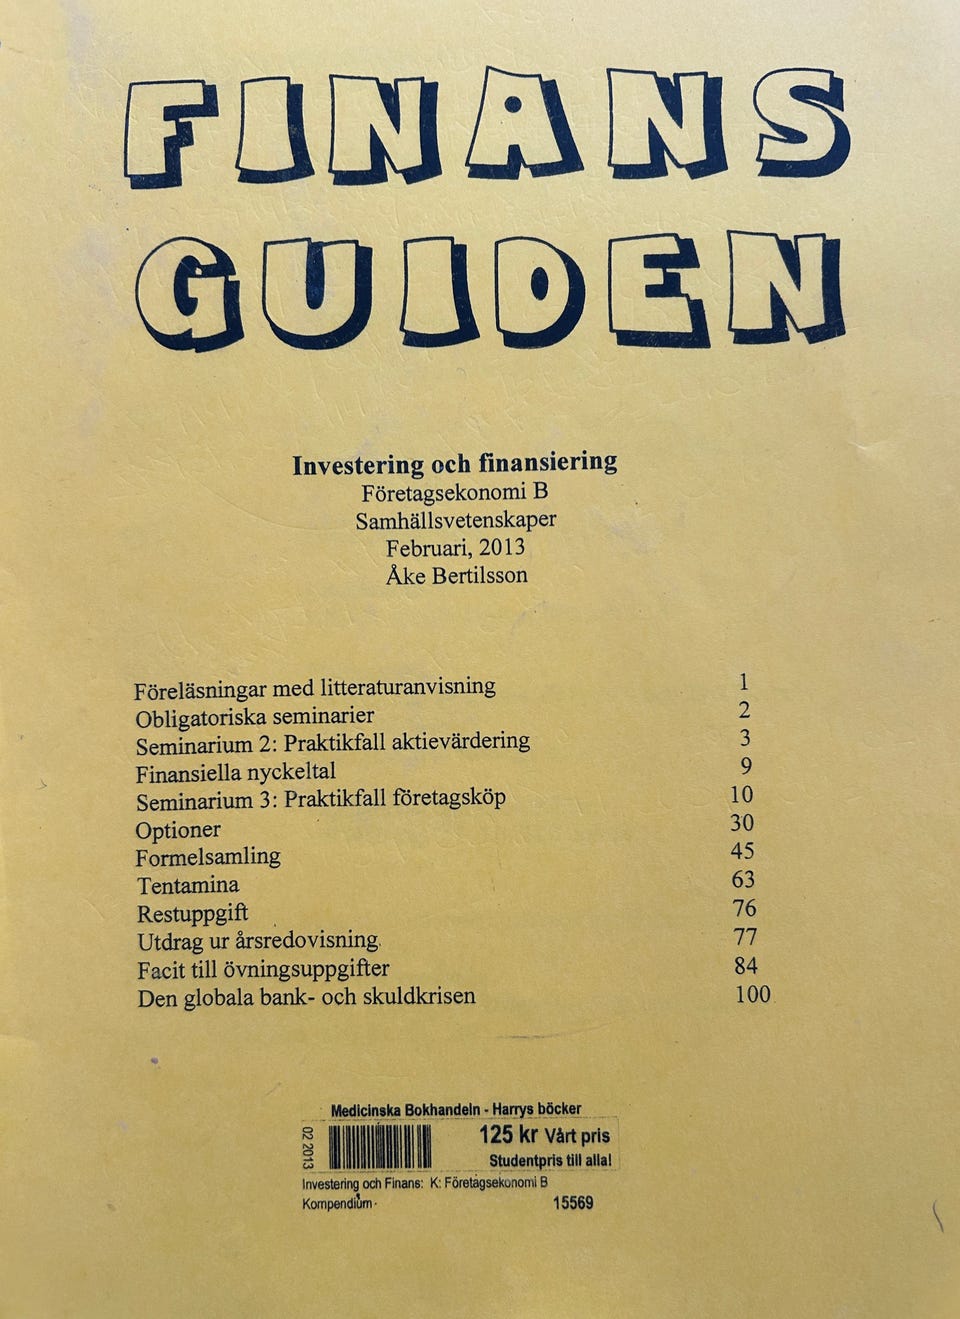 FINANS
GUIDEN
Investering och finansiering
Företagsekonomi B
Samhällsvetenskaper
Februari, 2013
Åke Bertilsson
Föreläsningar med litteraturanvisning 1
Obligatoriska seminarier 2
Seminarium 2: Praktikfall aktievärdering 3
Finansiella nyckeltal 9
Seminarium 3: Praktikfall företagsköp 10
Optioner 30
Formelsamling 45
Tentamina 63
Restuppgift 76
Utdrag ur årsredovisning 77
Facit till övningsuppgifter 84
Den globala bank- och skuldkrisen 100
Medicinska Bokhandeln - Harrys böcker
02 2013
125 kr Vårt pris
Studentpris till alla!
Investering och Finans: K: Företagsekonomi B
Kompendium 15569